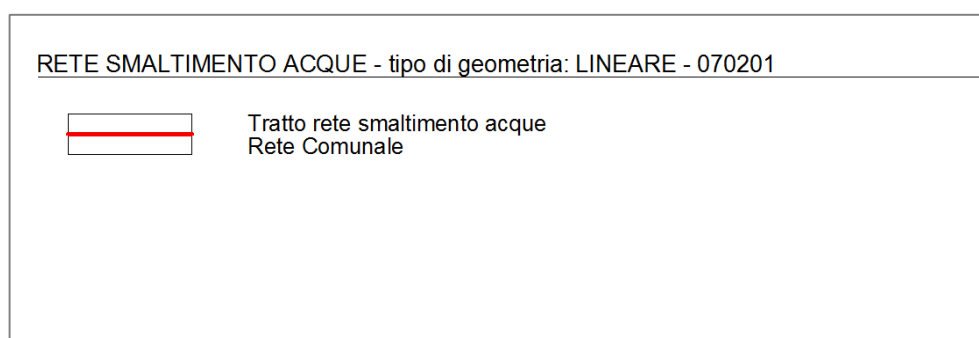 RETE SMALTIMENTO ACQUE - tipo di geometria: LINEARE - 070201
Tratto rete smaltimento acque
Rete Comunale